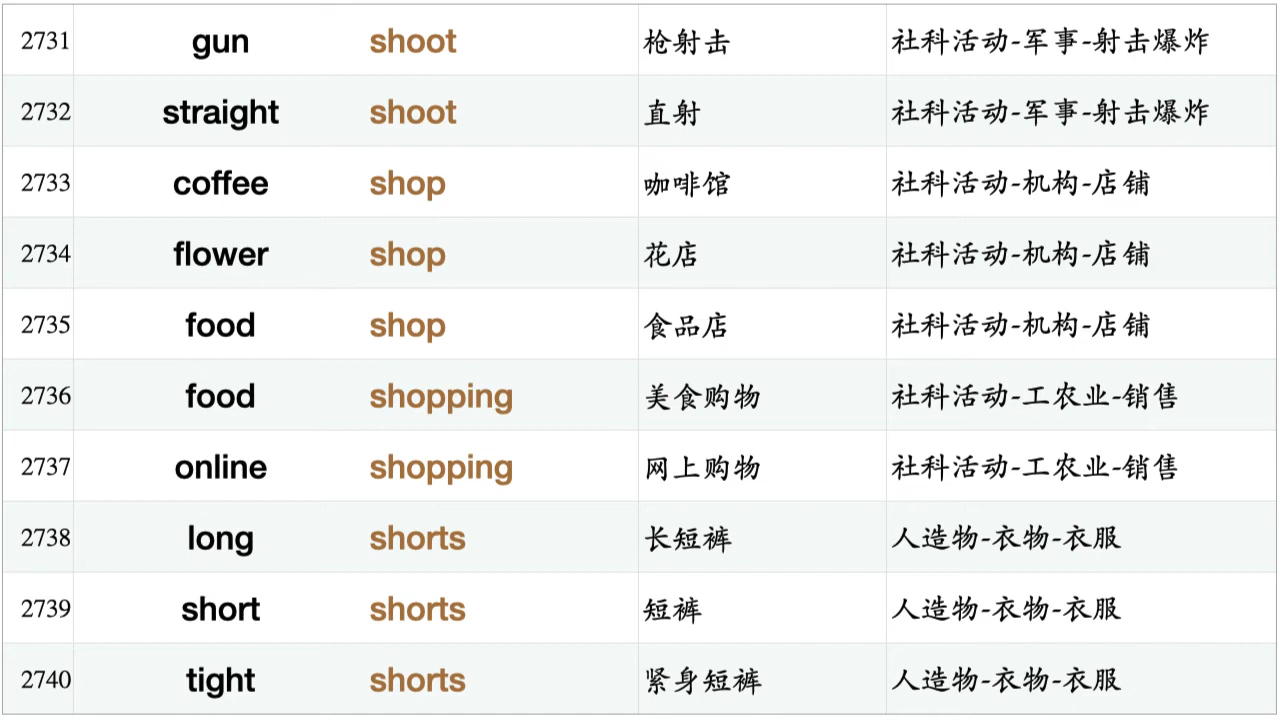 2731 gun shoot 枪射击 社科活动-军事-射击爆炸
2732 straight shoot 直射 社科活动-军事-射击爆炸
2733 coffee shop 咖啡馆 社科活动-机构-店铺
2734 flower shop 花店 社科活动-机构-店铺
2735 food shop 食品店 社科活动-机构-店铺
2736 food shopping 美食购物 社科活动-工农业-销售
2737 online shopping 网上购物 社科活动-工农业-销售
2738 long shorts 长短裤 人造物-衣物-衣服
2739 short shorts 短裤 人造物-衣物-衣服
2740 tight shorts 紧身短裤 人造物-衣物-衣服